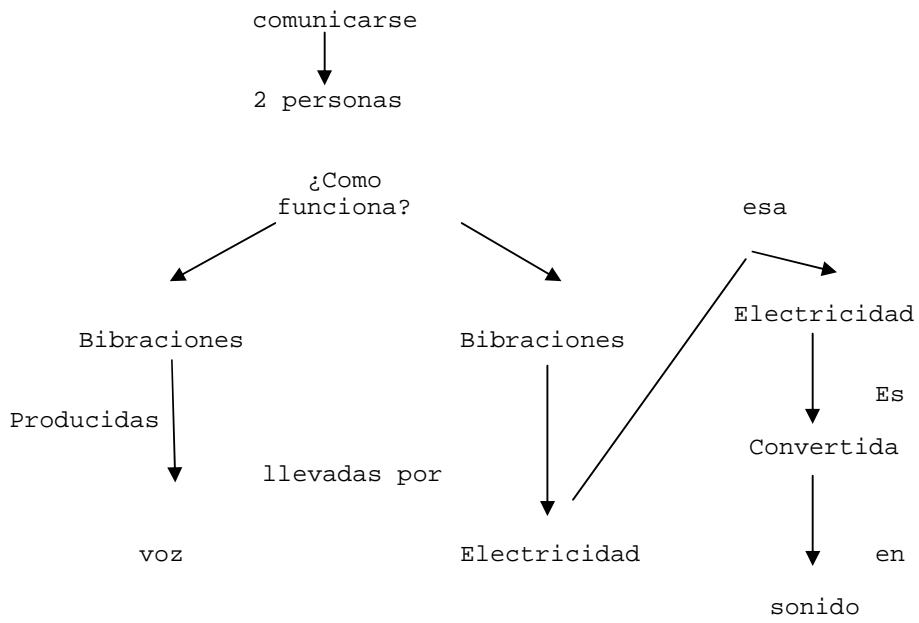 comunicarse
2 personas
¿Como
funciona?
esa
Electricidad
Bibraciones
Bibraciones
Es
Producidas
Convertida
llevadas por
voz
Electricidad
en
sonido